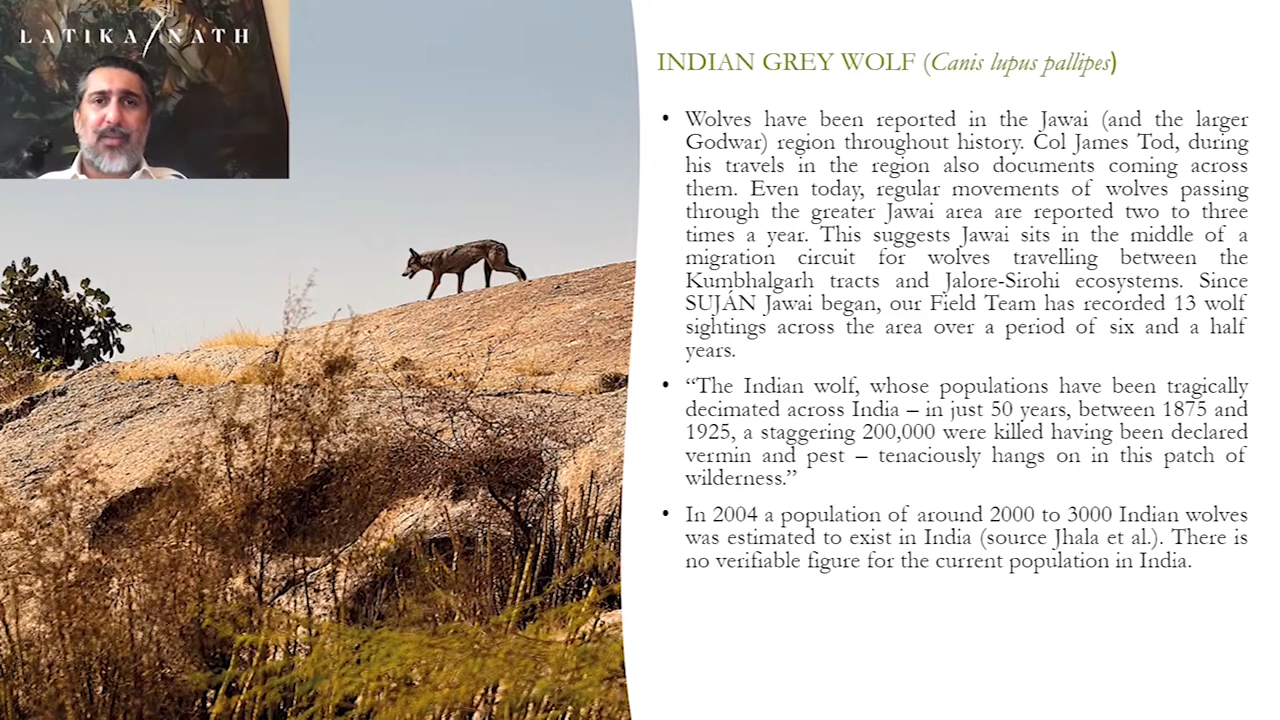 LATIKA NATH
INDIAN GREY WOLF (Canis lupus pallipes)
• Wolves have been reported in the Jawai (and the larger
Godwar) region throughout history. Col James Tod, during
his travels in the region also documents coming across
them. Even today, regular movements of wolves passing
through the greater Jawai area are reported two to three
times a year. This suggests Jawai sits in the middle of a
migration circuit for wolves travelling between the
Kumbhalgarh tracts and Jalore-Sirohi ecosystems. Since
SUJÁN Jawai began, our Field Team has recorded 13 wolf
sightings across the area over a period of six and a half
years.
• “The Indian wolf, whose populations have been tragically
decimated across India – in just 50 years, between 1875 and
1925, a staggering 200,000 were killed having been declared
vermin and pest – tenaciously hangs on in this patch of
wilderness.”
• In 2004 a population of around 2000 to 3000 Indian wolves
was estimated to exist in India (source Jhala et al.). There is
no verifiable figure for the current population in India.